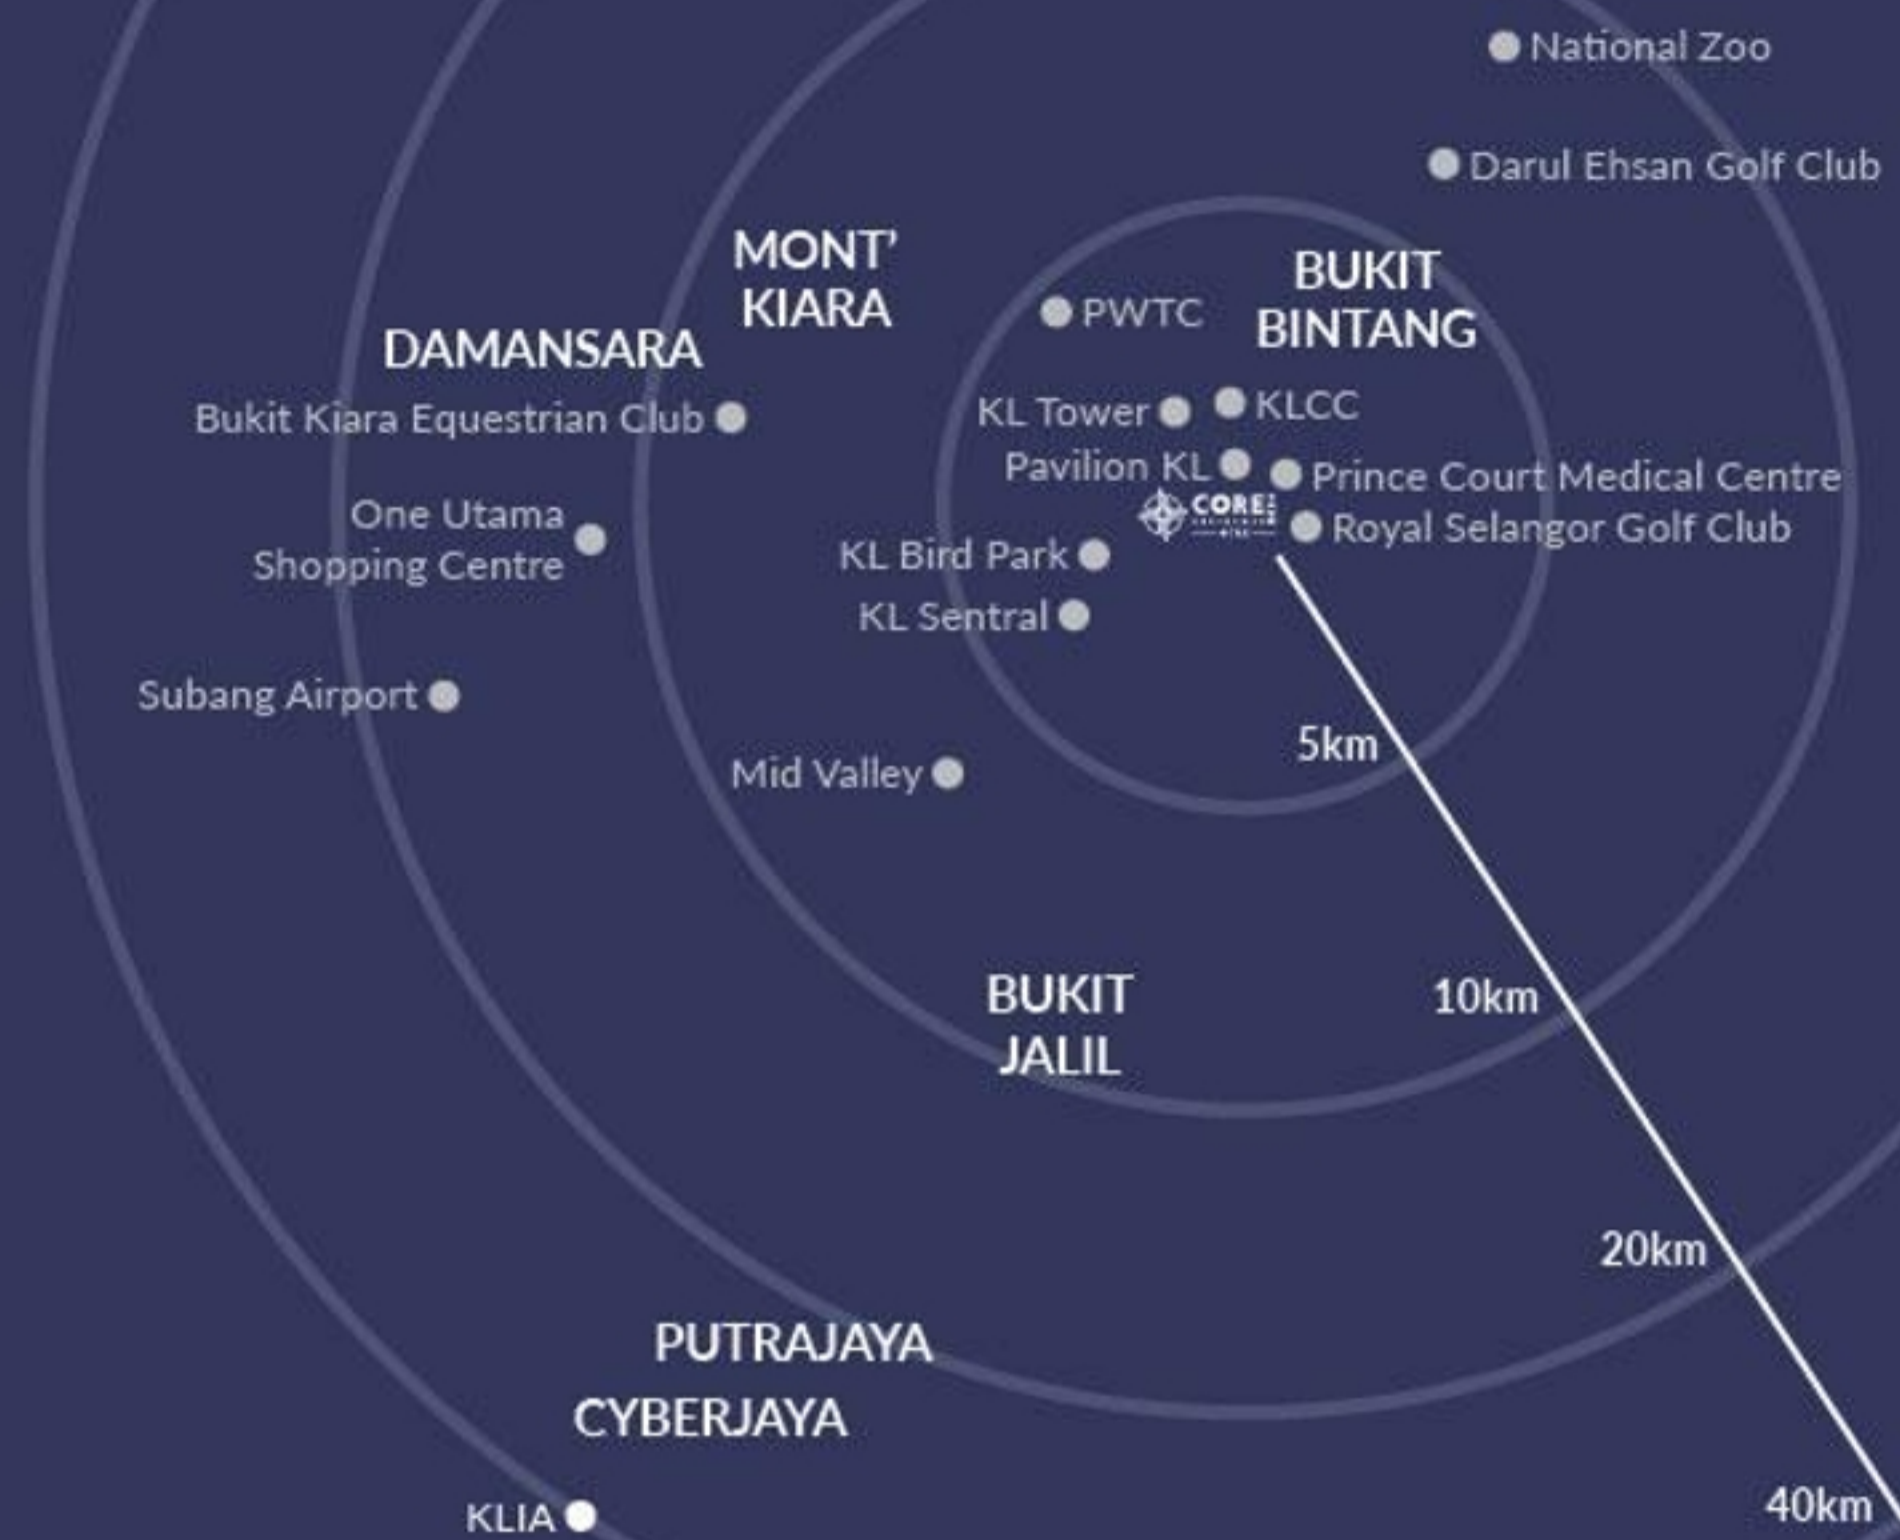 National Zoo
Darul Ehsan Golf Club
MONT'
KIARA
BUKIT
BINTANG
PWTC
DAMANSARA
Bukit Kiara Equestrian Club
KL Tower
KLCC
Pavilion KL
Prince Court Medical Centre
CORE
Royal Selangor Golf Club
One Utama
Shopping Centre
KL Bird Park
KL Sentral
Subang Airport
5km
Mid Valley
BUKIT
JALIL
10km
20km
PUTRAJAYA
CYBERJAYA
KLIA
40km